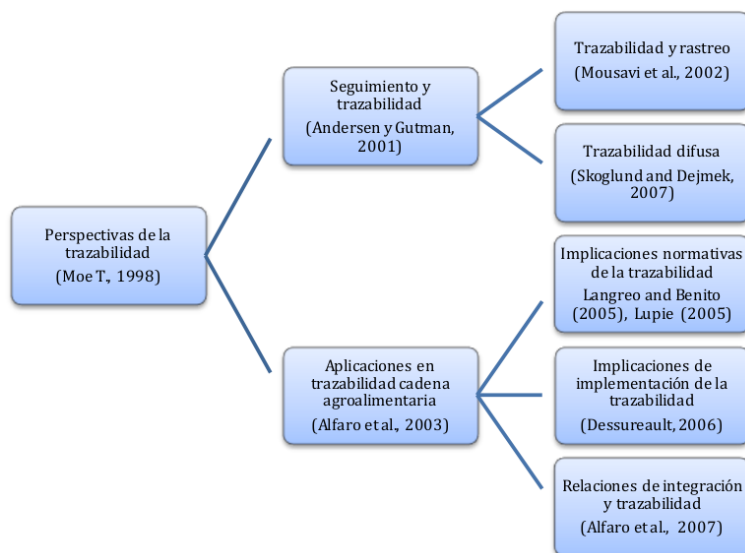 Perspectivas de la
trazabilidad
(Moe T., 1998)
Seguimiento y
trazabilidad
(Andersen y Gutman,
2001)
Trazabilidad y rastreo
(Mousavi et al., 2002)
Trazabilidad difusa
(Skoglund and Dejmek,
2007)
Aplicaciones en
trazabilidad cadena
agroalimentaria
(Alfaro et al., 2003)
Implicaciones normativas
de la trazabilidad
Langreo and Benito
(2005), Lupie (2005)
Implicaciones de
implementación de la
trazabilidad
(Dessureault, 2006)
Relaciones de integración
y trazabilidad
(Alfaro et al., 2007)